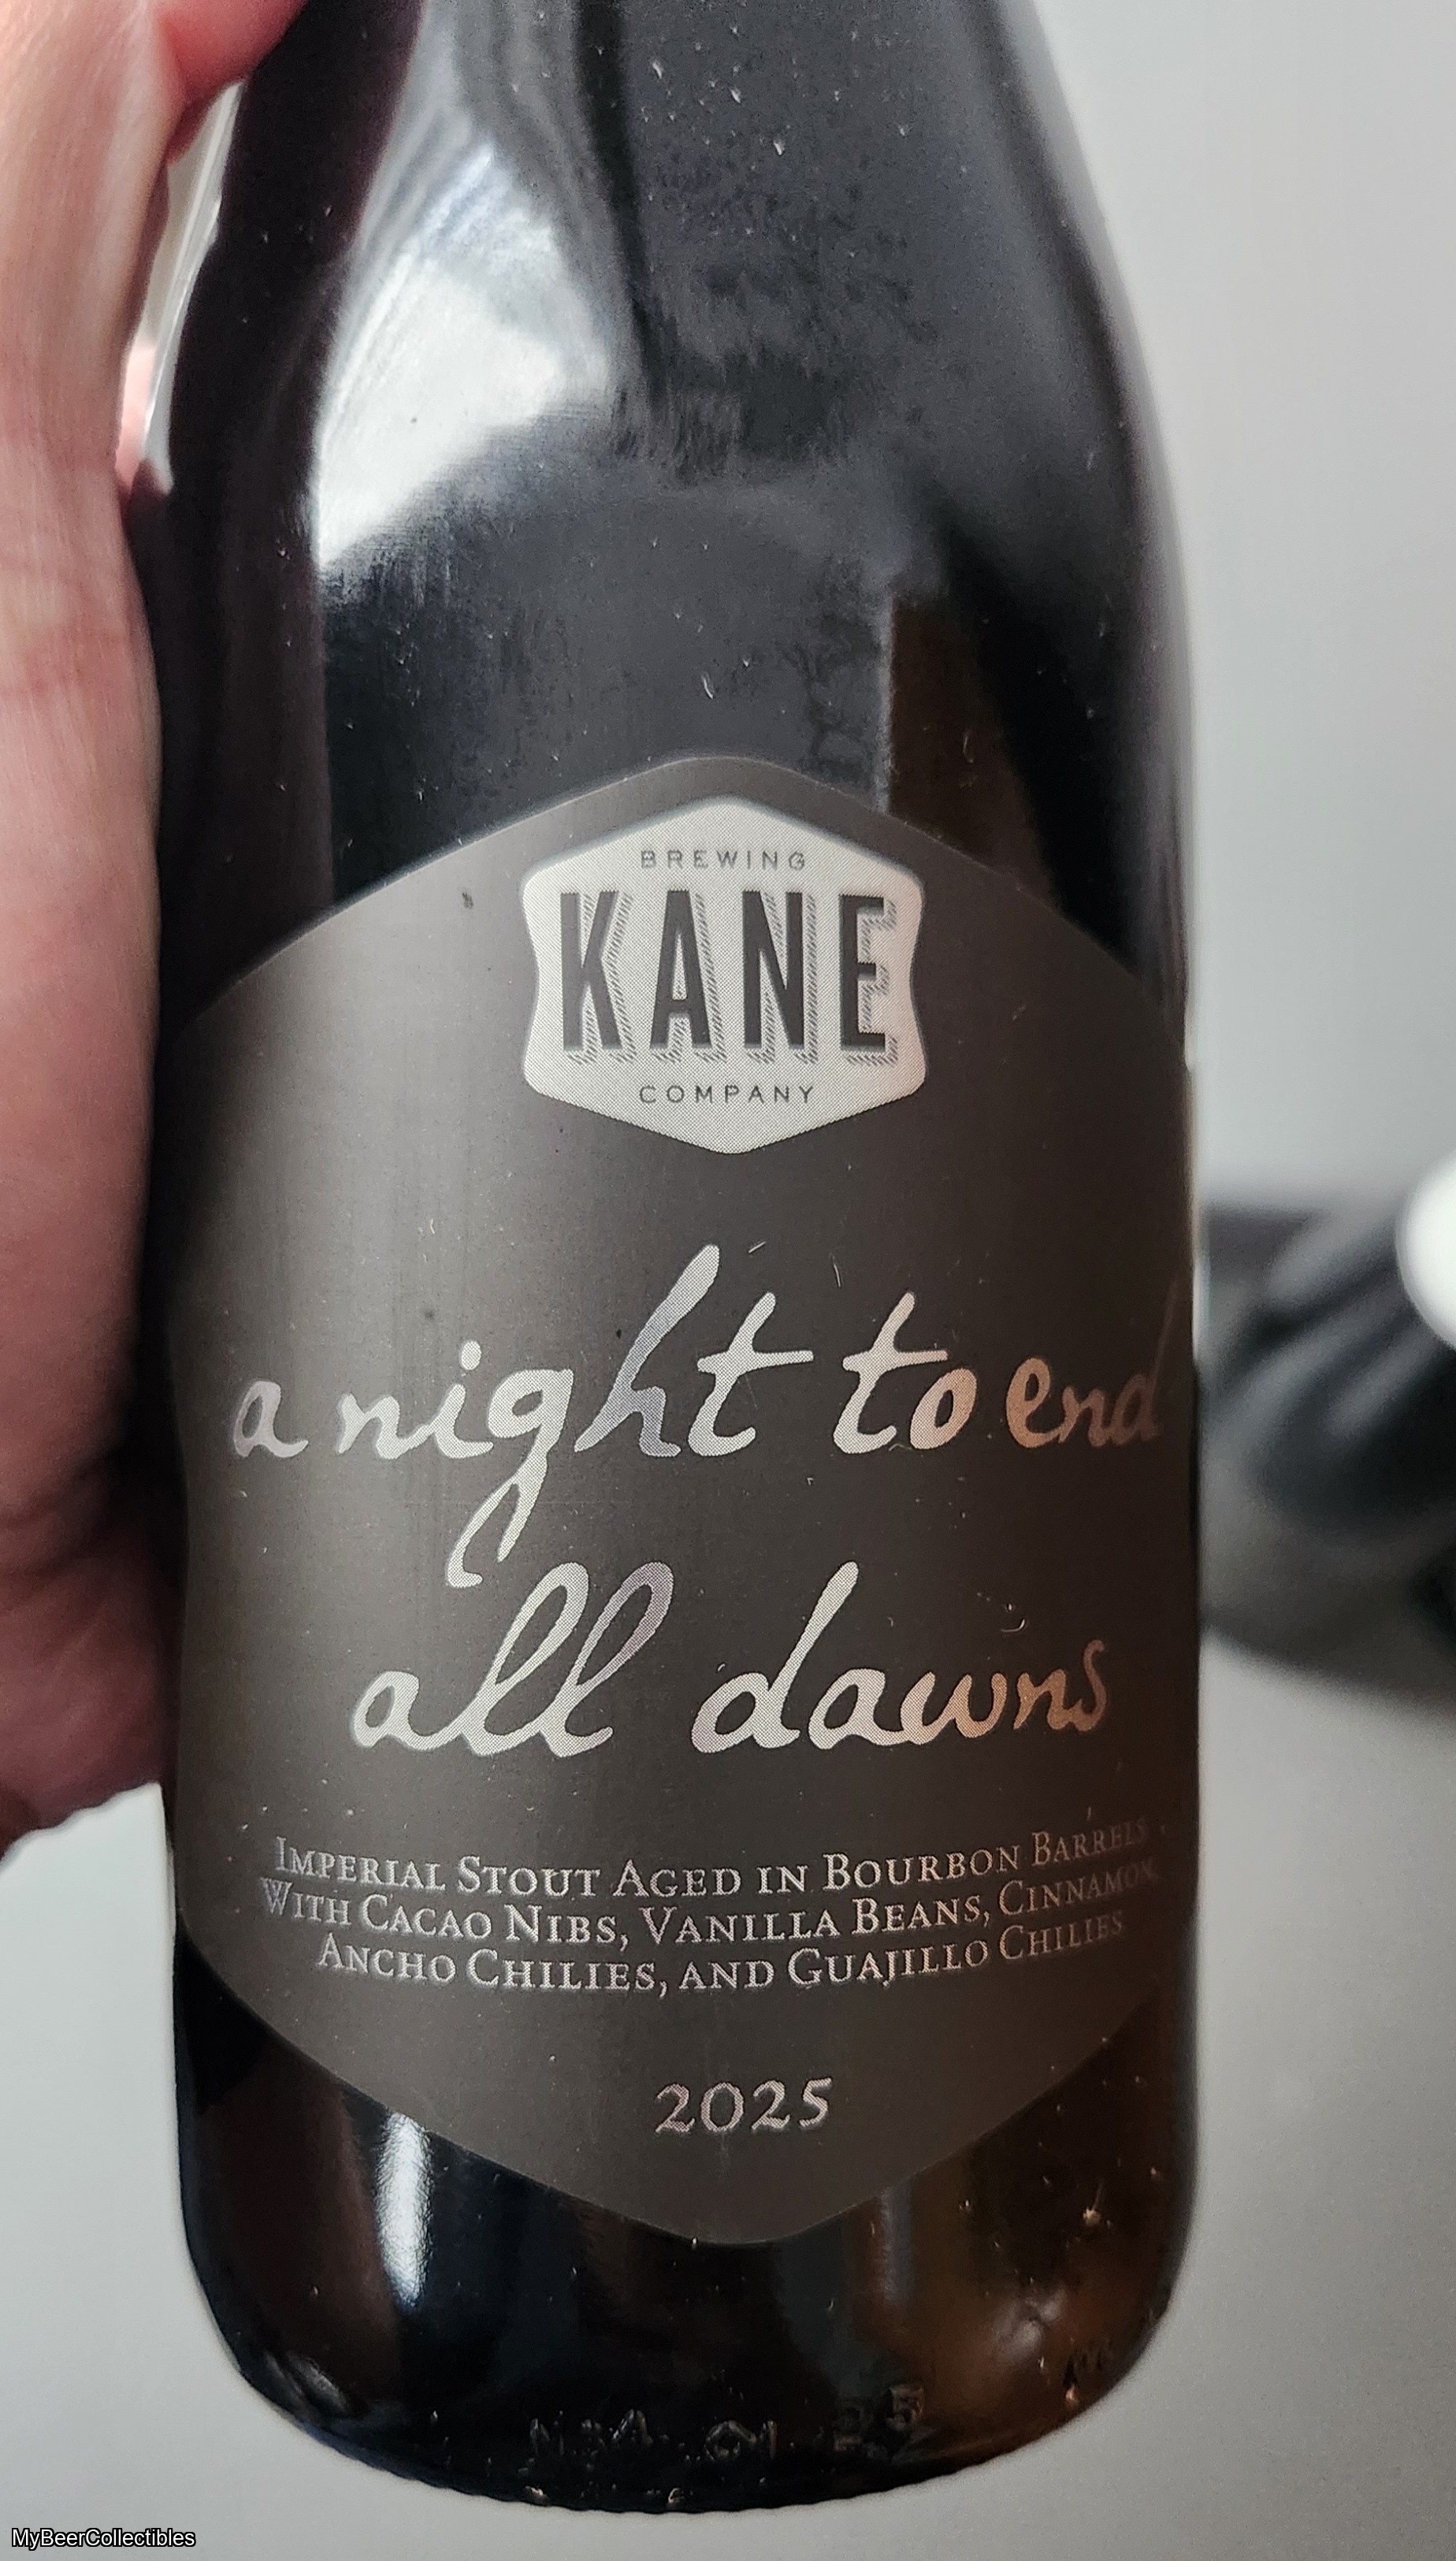 BREWING
KANE
COMPANY
a night to end
all dawns
Imperial Stout Aged in Bourbon Barrels
With Cacao Nibs, Vanilla Beans, Cinnamon,
Ancho Chilies, and Guajillo Chilies
2025
MyBeerCollectibles